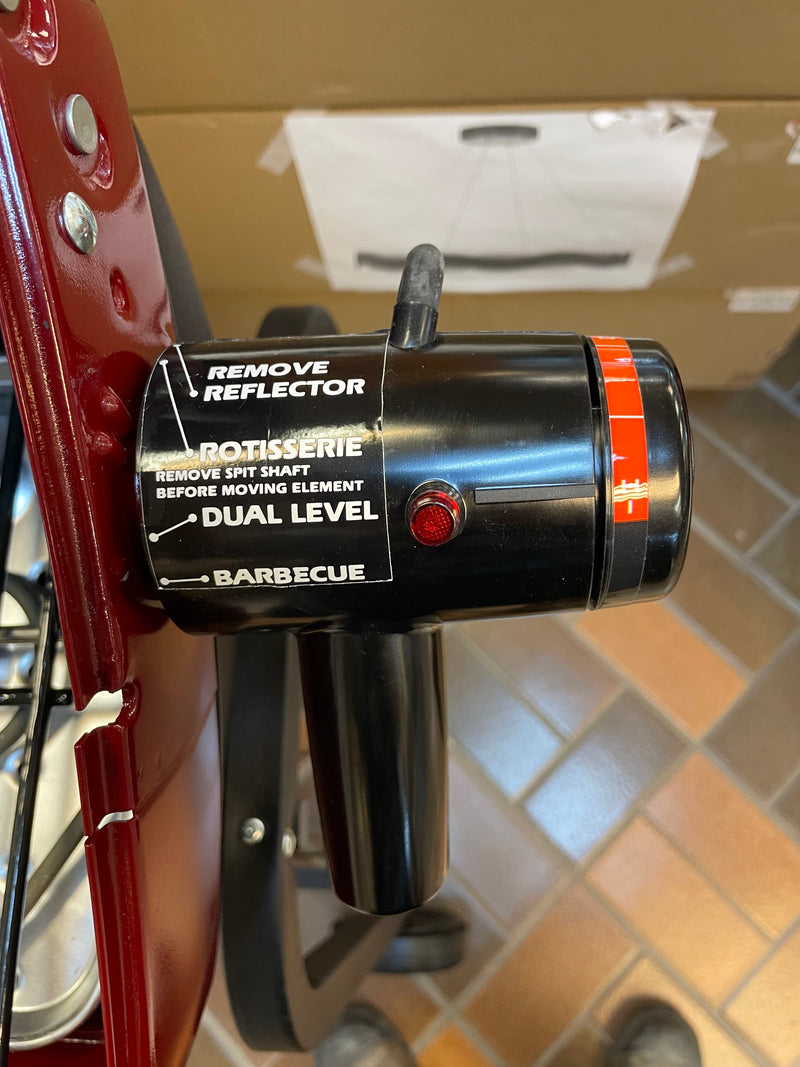 REMOVE
REFLECTOR
ROTISSERIE
REMOVE SPIT SHAFT
BEFORE MOVING ELEMENT
DUAL LEVEL
BARBECUE